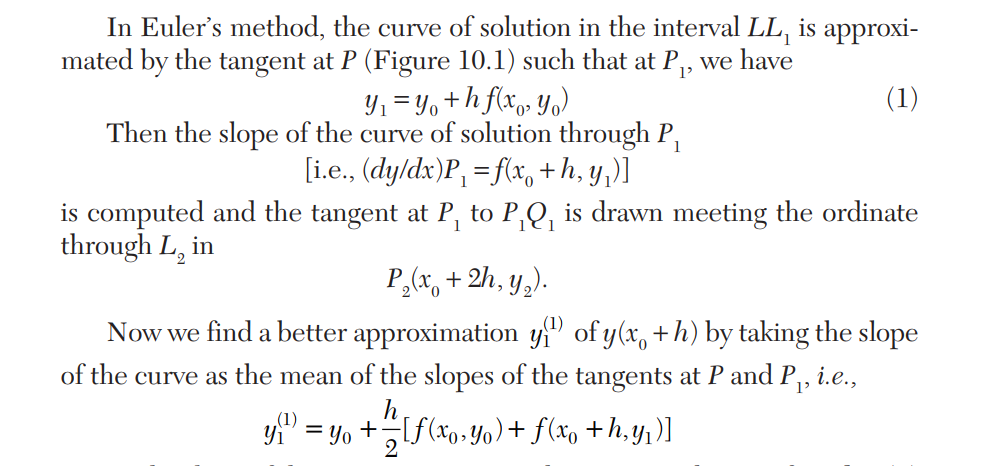 In Euler’s method, the curve of solution in the interval LL₁ is approxi-
mated by the tangent at P (Figure 10.1) such that at P₁, we have
y₁ = y₀ + h f(x₀, y₀) (1)
Then the slope of the curve of solution through P₁
[i.e., (dy/dx)P₁ = f(x₀ + h, y₁)]
is computed and the tangent at P₁ to P₁Q₁ is drawn meeting the ordinate
through L₂ in
P₂(x₀ + 2h, y₂).
Now we find a better approximation y₁⁽¹⁾ of y(x₀ + h) by taking the slope
of the curve as the mean of the slopes of the tangents at P and P₁, i.e.,
y₁⁽¹⁾ = y₀ + h/2 [f(x₀, y₀) + f(x₀ + h, y₁)]